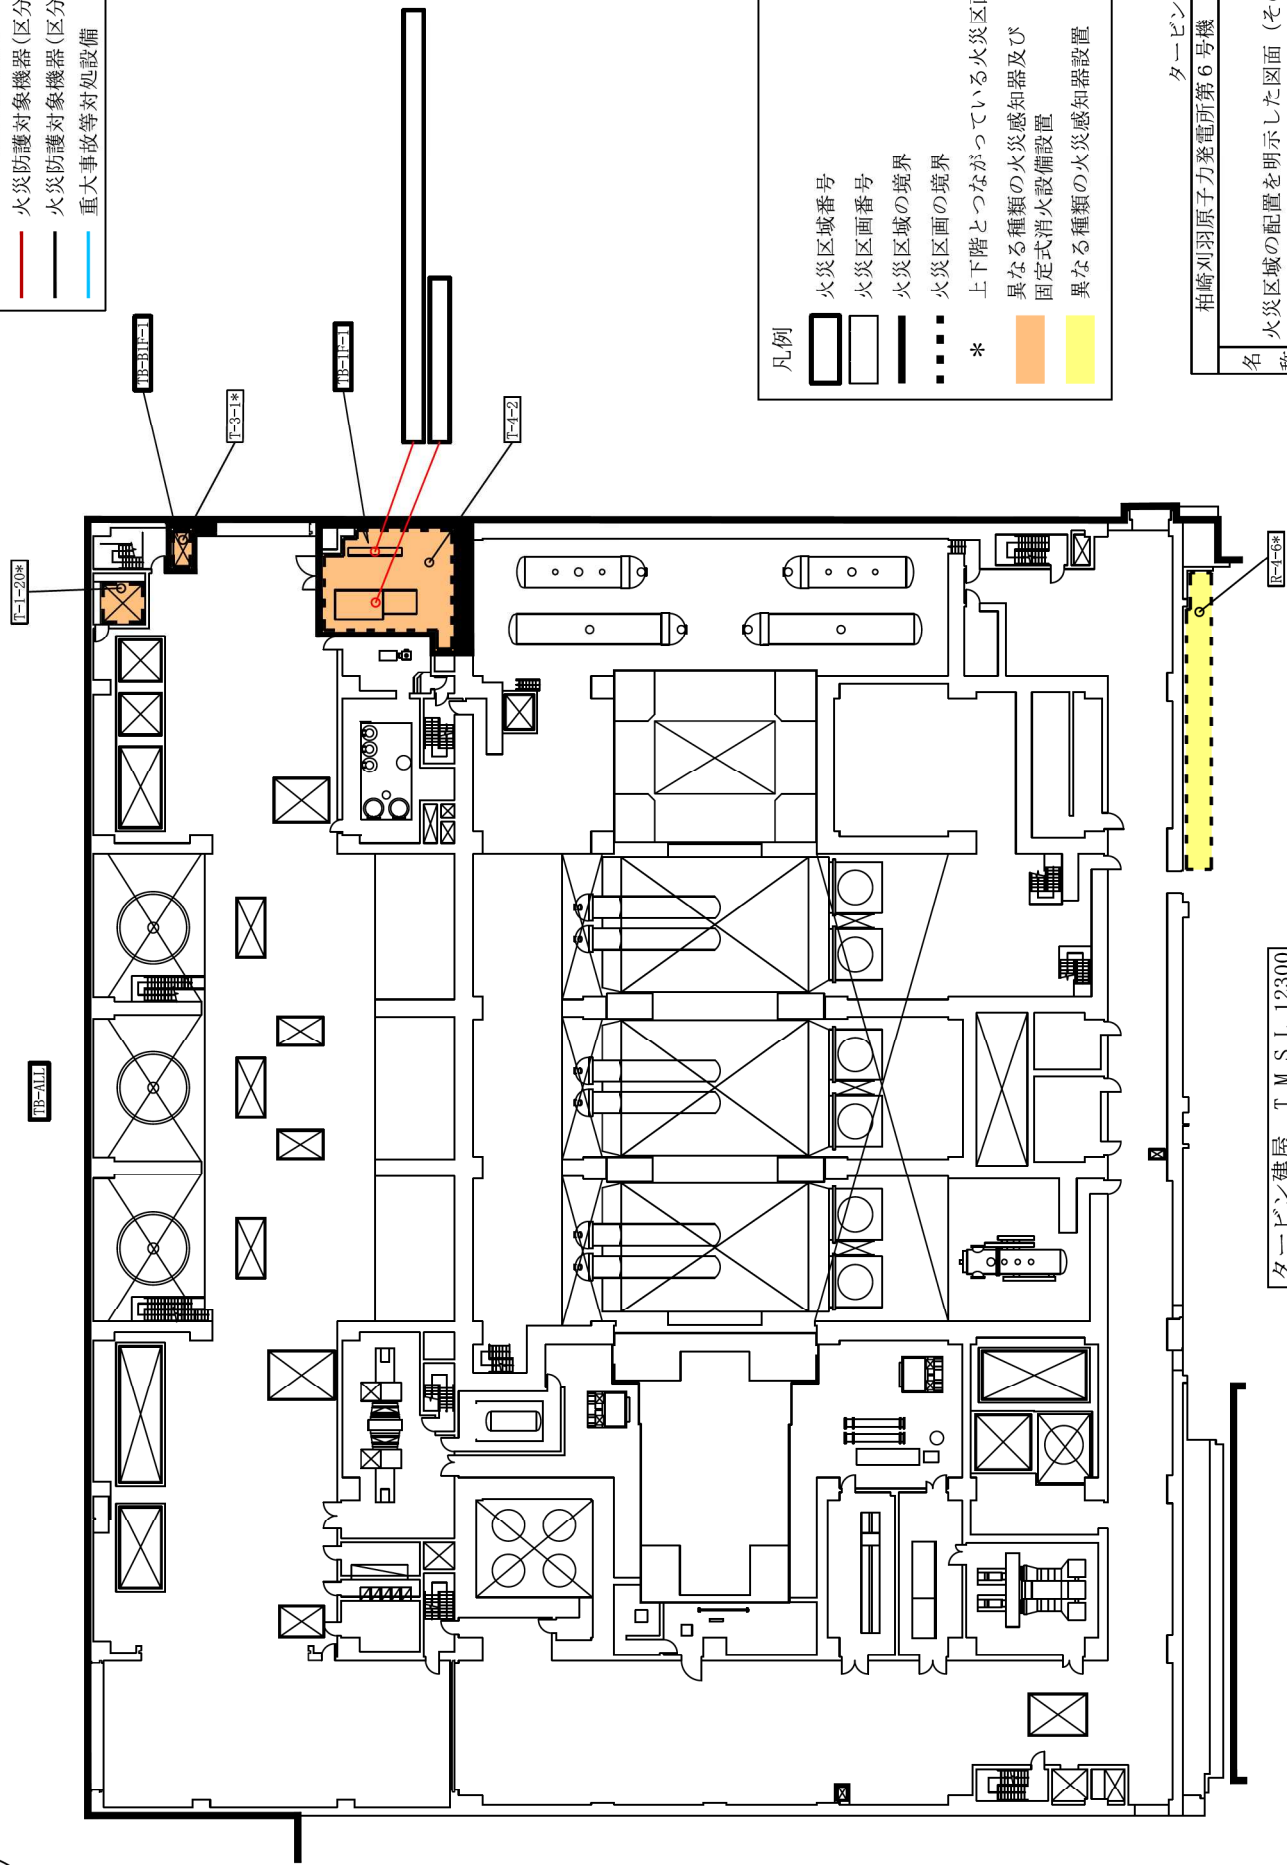 火災防護対象機器(区分
火災防護対象機器(区分
重大事故等対処設備
TB-B1F-1
T-3-1*
TB-1F-1
T-4-2
T-1-20*
TB-ALL
R-4-6*
凡例
火災区域番号
火災区画番号
火災区域の境界
火災区画の境界
* 上下階とつながっている火災区画
異なる種類の火災感知器及び
固定式消火設備設置
異なる種類の火災感知器設置
タービン建屋 T.M.S.L.12300
タービン
柏崎刈羽原子力発電所第6号機
名称
火災区域の配置を明示した図面(その